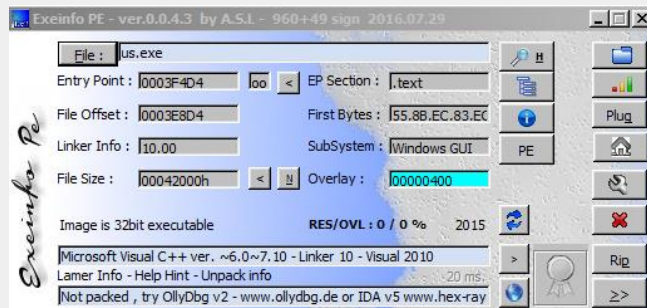 Exeinfo PE - ver.0.0.4.3 by A.S.L - 960+49 sign 2016.07.29
File : us.exe
H
Entry Point : 0003F4D4 oo < EP Section : .text
File Offset : 0003E8D4 First Bytes : 55.8B.EC.83.EC Plug
Linker Info : 10.00 SubSystem : Windows GUI PE
File Size : 00042000h < N Overlay : 00000400
Image is 32bit executable RES/OVL : 0 / 0 % 2015
Microsoft Visual C++ ver. ~6.0~7.10 - Linker 10 - Visual 2010 > Rip
Lamer Info - Help Hint - Unpack info 20 ms.
Not packed , try OllyDbg v2 - www.ollydbg.de or IDA v5 www.hex-ray >>
Exeinfo Pe